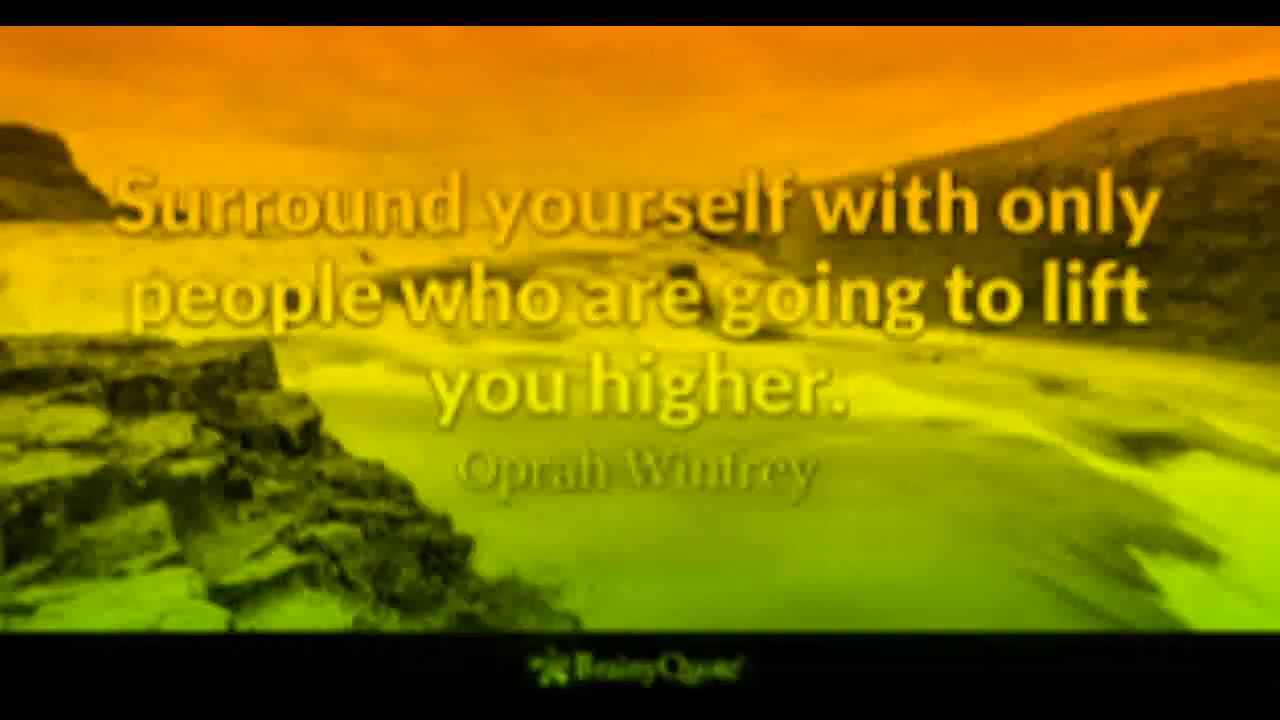 Surround yourself with only
people who are going to lift
you higher.
Oprah Winfrey
BrainyQuote